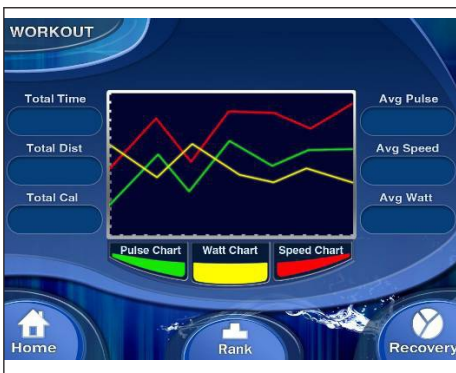 WORKOUT
Total Time
Avg Pulse
Total Dist
Avg Speed
Total Cal
Avg Watt
Pulse Chart
Watt Chart
Speed Chart
Home
Rank
Recovery